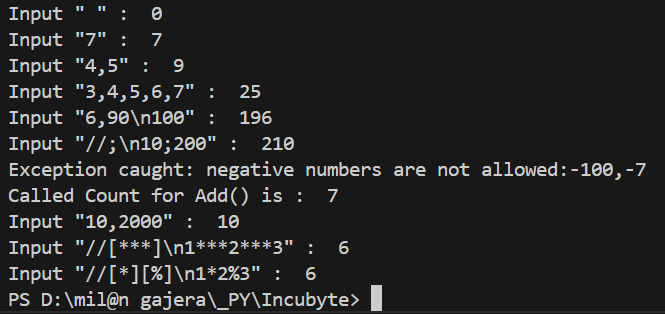 Input " " :  0
Input "7" :  7
Input "4,5" :  9
Input "3,4,5,6,7" :  25
Input "6,90\n100" :  196
Input "//;\n10;200" :  210
Exception caught: negative numbers are not allowed:-100,-7
Called Count for Add() is :  7
Input "10,2000" :  10
Input "//[***]\n1***2***3" :  6
Input "//[*][%]\n1*2%3" :  6
PS D:\mil@n gajera\_PY\Incubyte>